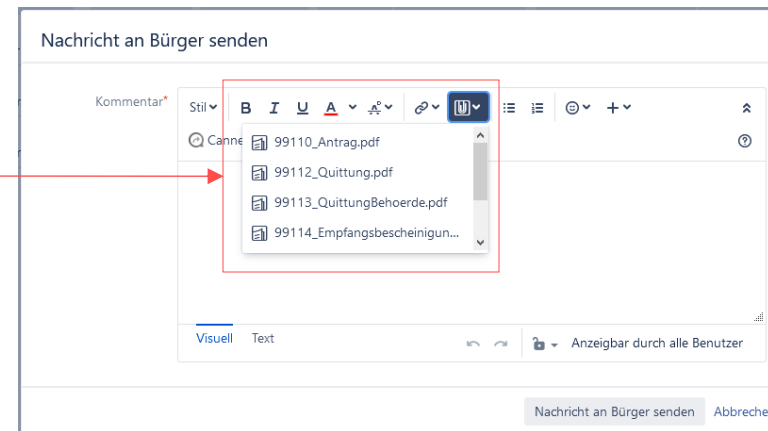 Nachricht an Bürger senden
Kommentar*
Stil B I U A
Canne
99110_Antrag.pdf
99112_Quittung.pdf
99113_QuittungBehoerde.pdf
99114_Empfangsbescheinigun...
Visuell Text
Anzeigbar durch alle Benutzer
Nachricht an Bürger senden Abbreche